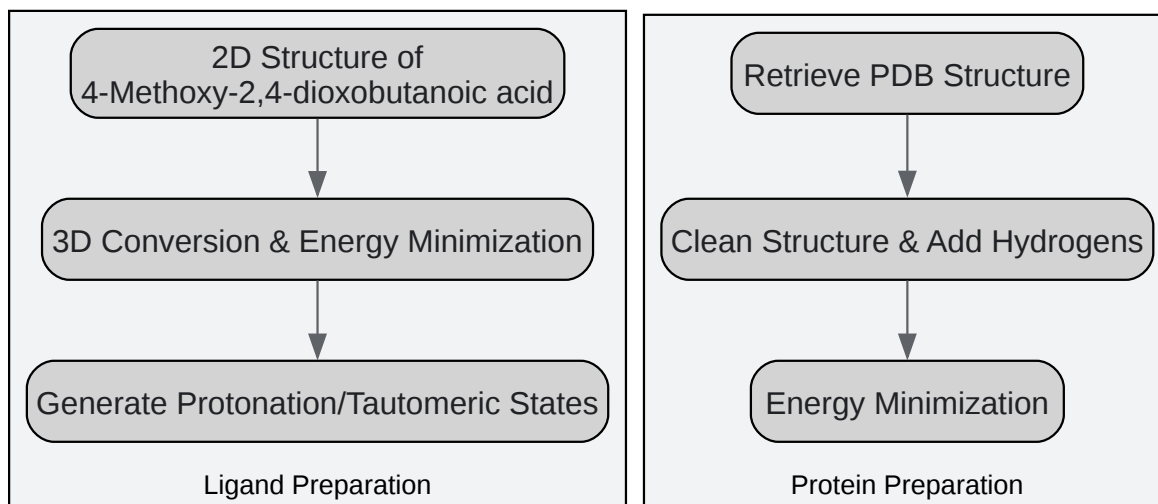 2D Structure of
4-Methoxy-2,4-dioxobutanoic acid
3D Conversion & Energy Minimization
Generate Protonation/Tautomeric States
Ligand Preparation
Retrieve PDB Structure
Clean Structure & Add Hydrogens
Energy Minimization
Protein Preparation